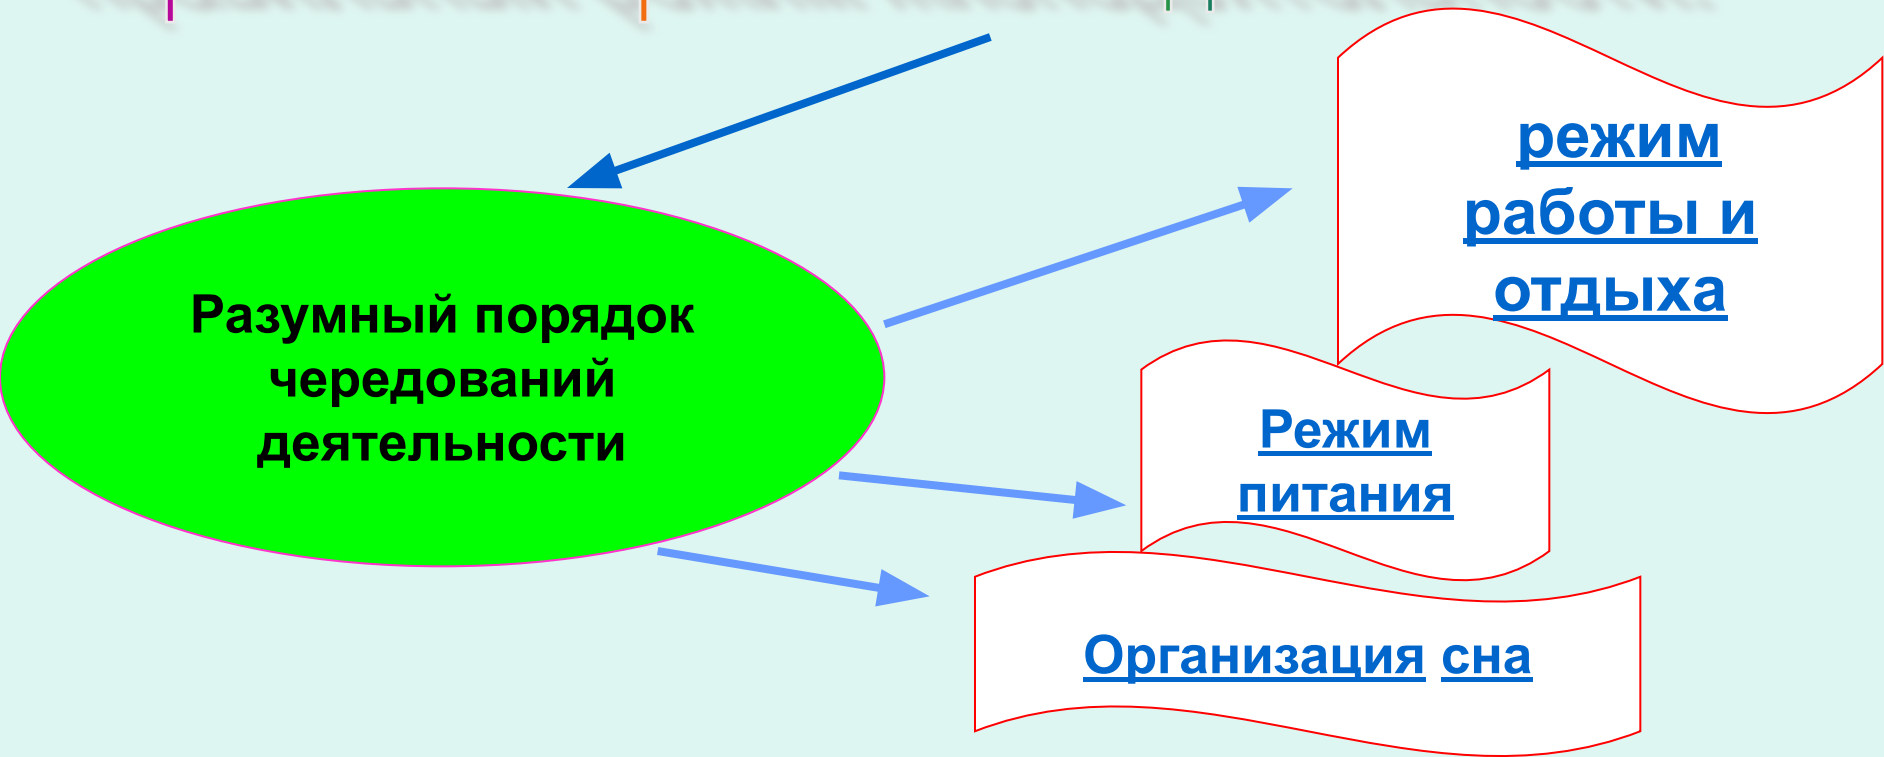 Разумный порядок
чередований
деятельности
режим
работы и
отдыха
Режим
питания
Организация сна